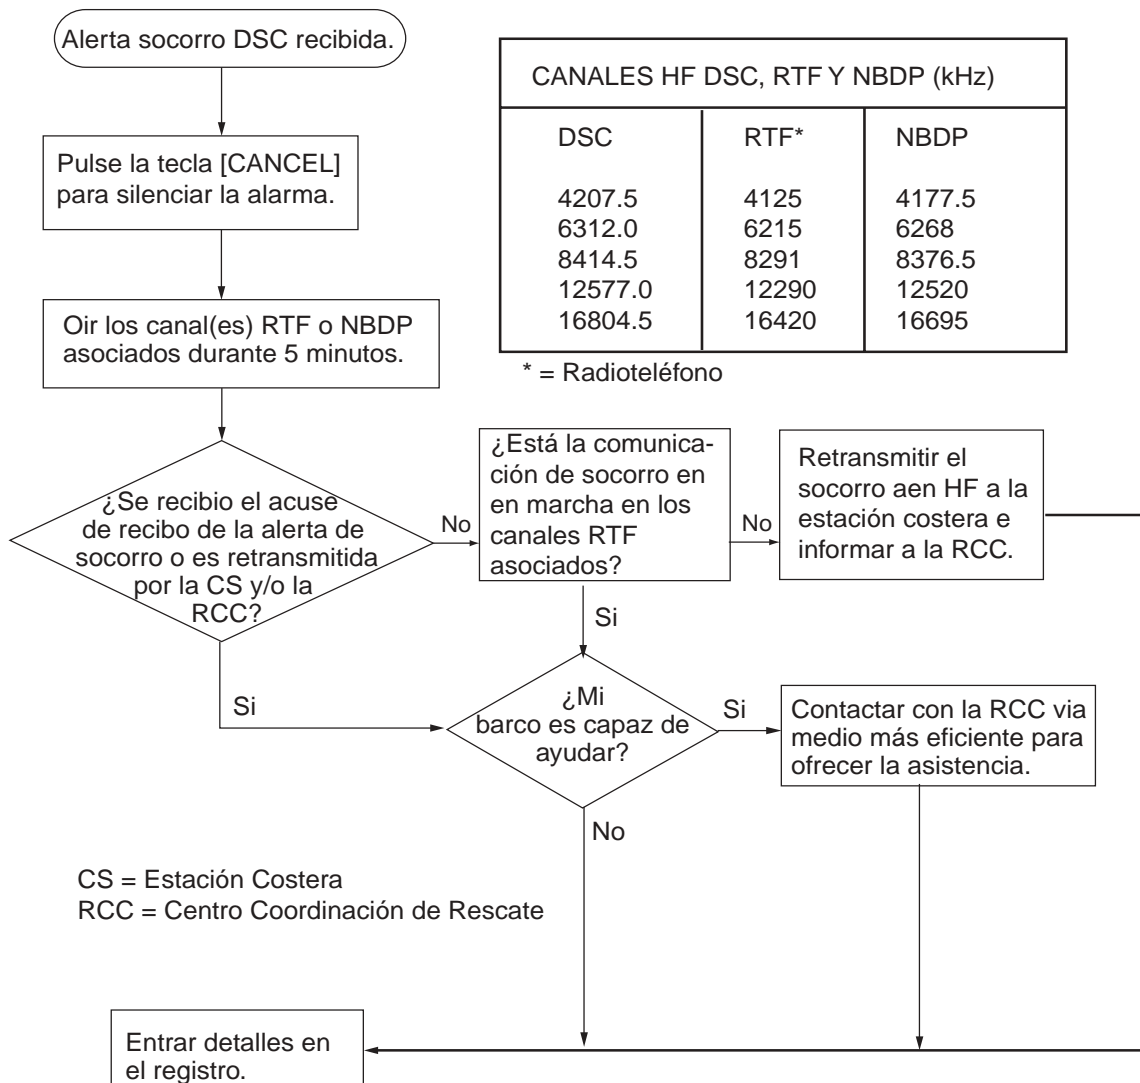 Alerta socorro DSC recibida.
Pulse la tecla [CANCEL]
para silenciar la alarma.
Oir los canal(es) RTF o NBDP
asociados durante 5 minutos.
CANALES HF DSC, RTF Y NBDP (kHz)
DSC RTF* NBDP
4207.5 4125 4177.5
6312.0 6215 6268
8414.5 8291 8376.5
12577.0 12290 12520
16804.5 16420 16695
* = Radioteléfono
¿Se recibio el acuse
de recibo de la alerta de
socorro o es retransmitida
por la CS y/o la
RCC?
No
¿Está la comunica-
ción de socorro en
en marcha en los
canales RTF
asociados?
No
Retransmitir el
socorro aen HF a la
estación costera e
informar a la RCC.
Si
Si
¿Mi
barco es capaz de
ayudar?
Si
Contactar con la RCC via
medio más eficiente para
ofrecer la asistencia.
No
CS = Estación Costera
RCC = Centro Coordinación de Rescate
Entrar detalles en
el registro.